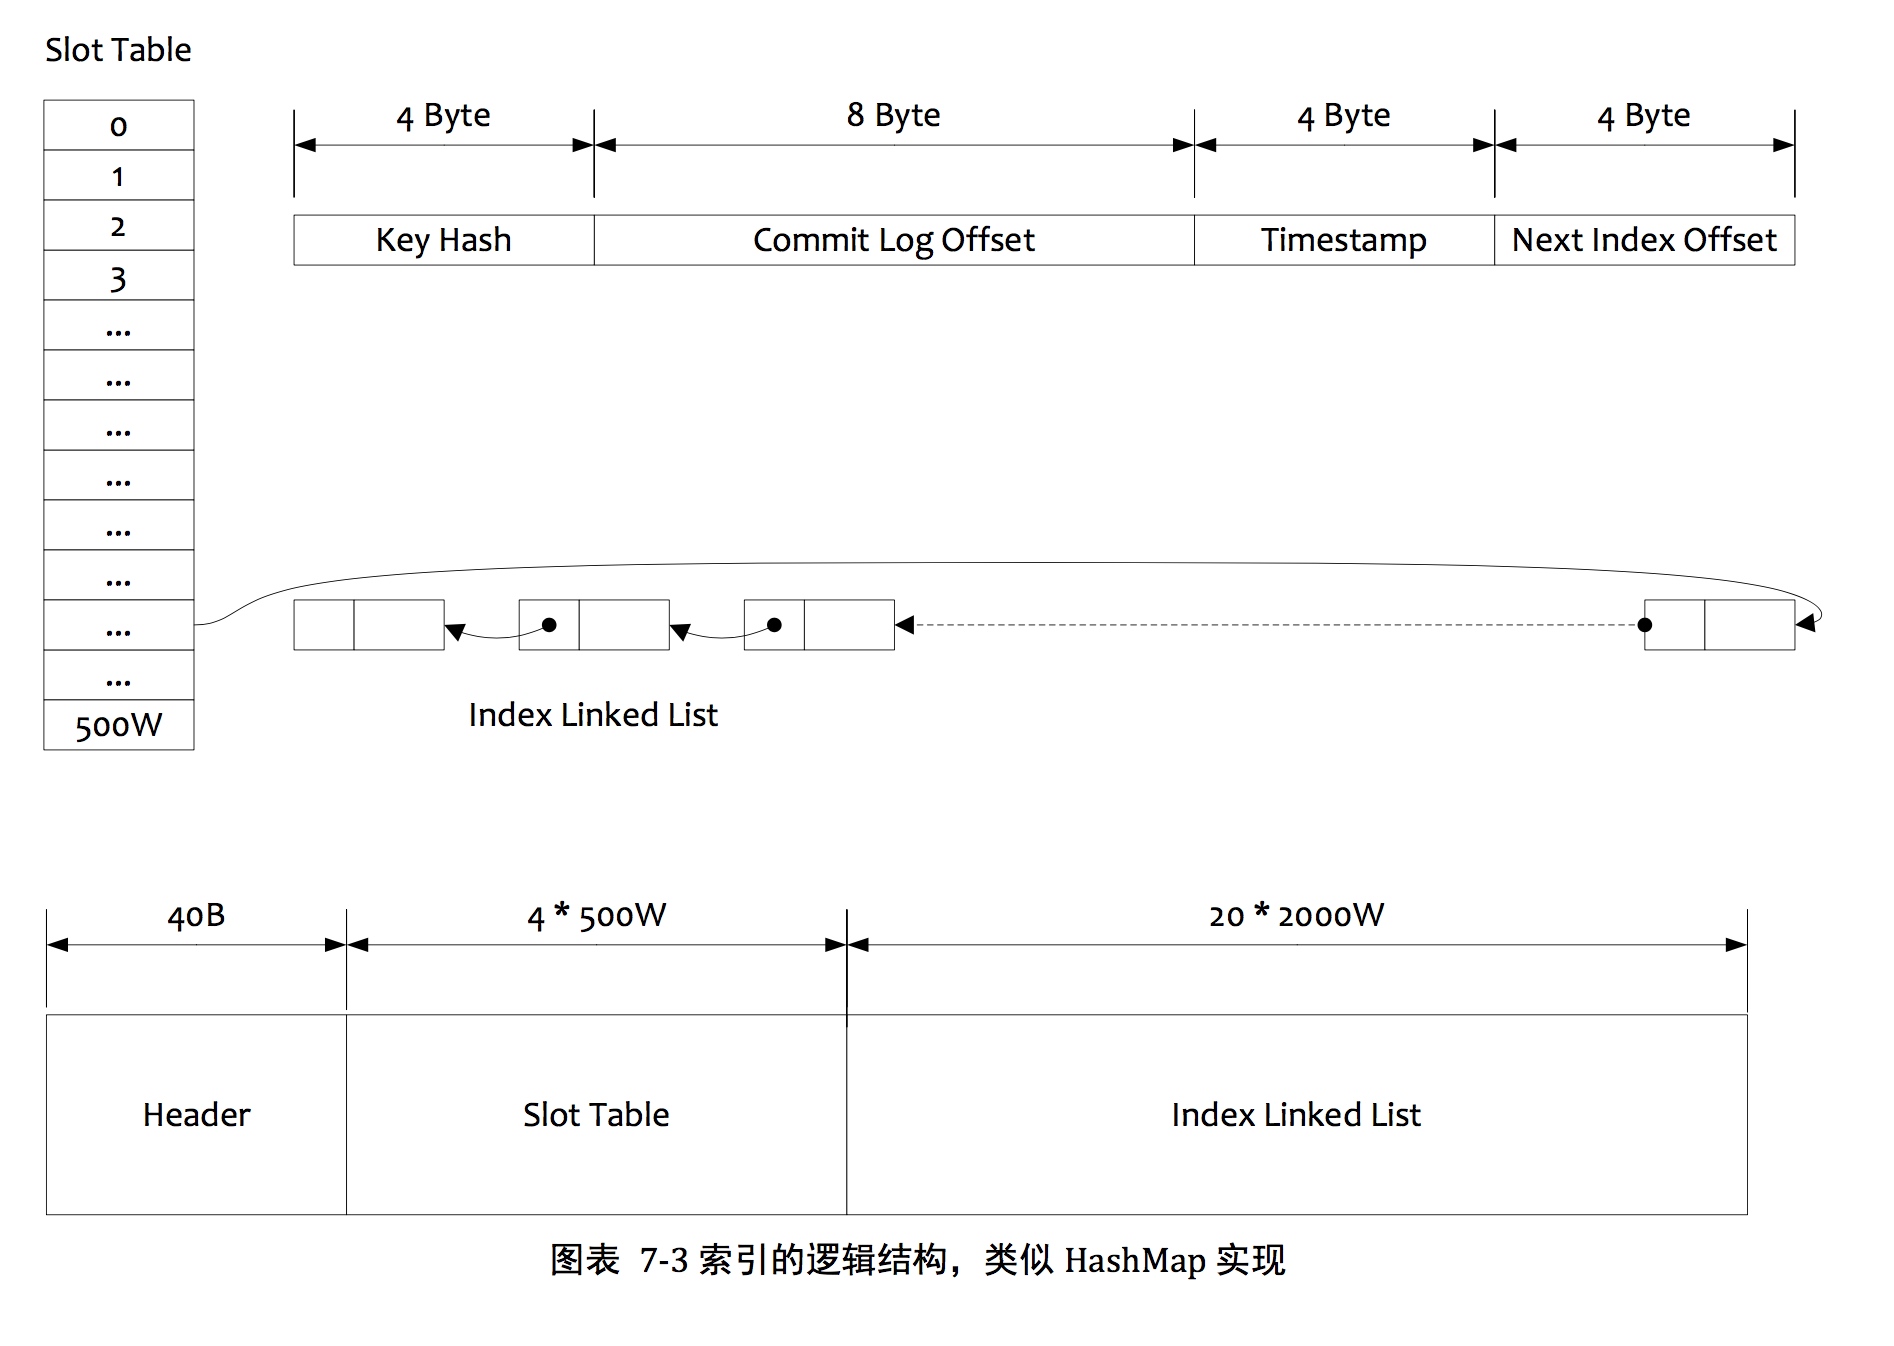 Slot Table
0
1
2
3
...
...
...
...
...
...
...
...
500W
4 Byte 8 Byte 4 Byte 4 Byte
Key Hash Commit Log Offset Timestamp Next Index Offset
Index Linked List
40B 4 * 500W 20 * 2000W
Header Slot Table Index Linked List
图表 7-3 索引的逻辑结构，类似 HashMap 实现